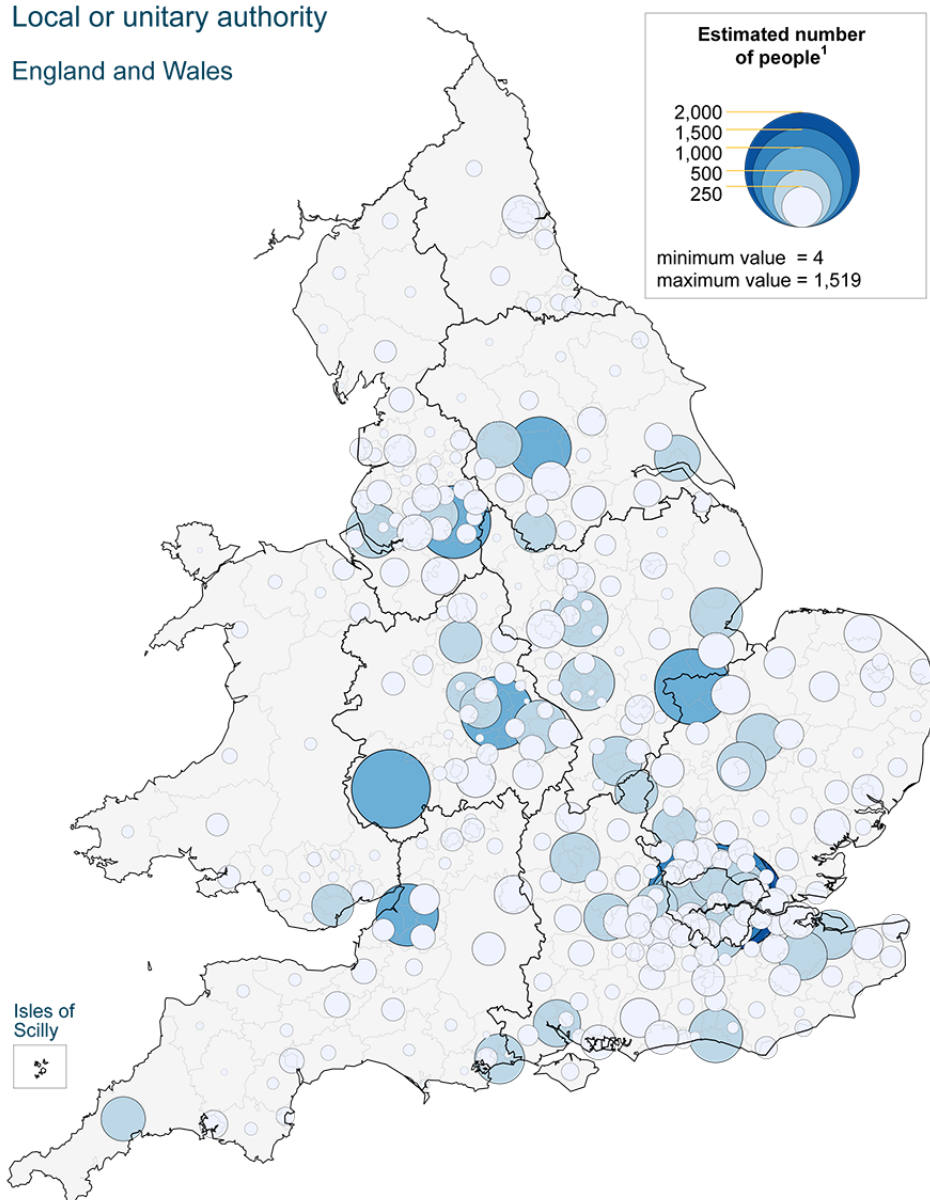 Local or unitary authority
England and Wales
Estimated number
of people1
2,000
1,500
1,000
500
250
minimum value = 4
maximum value = 1,519
Isles of
Scilly